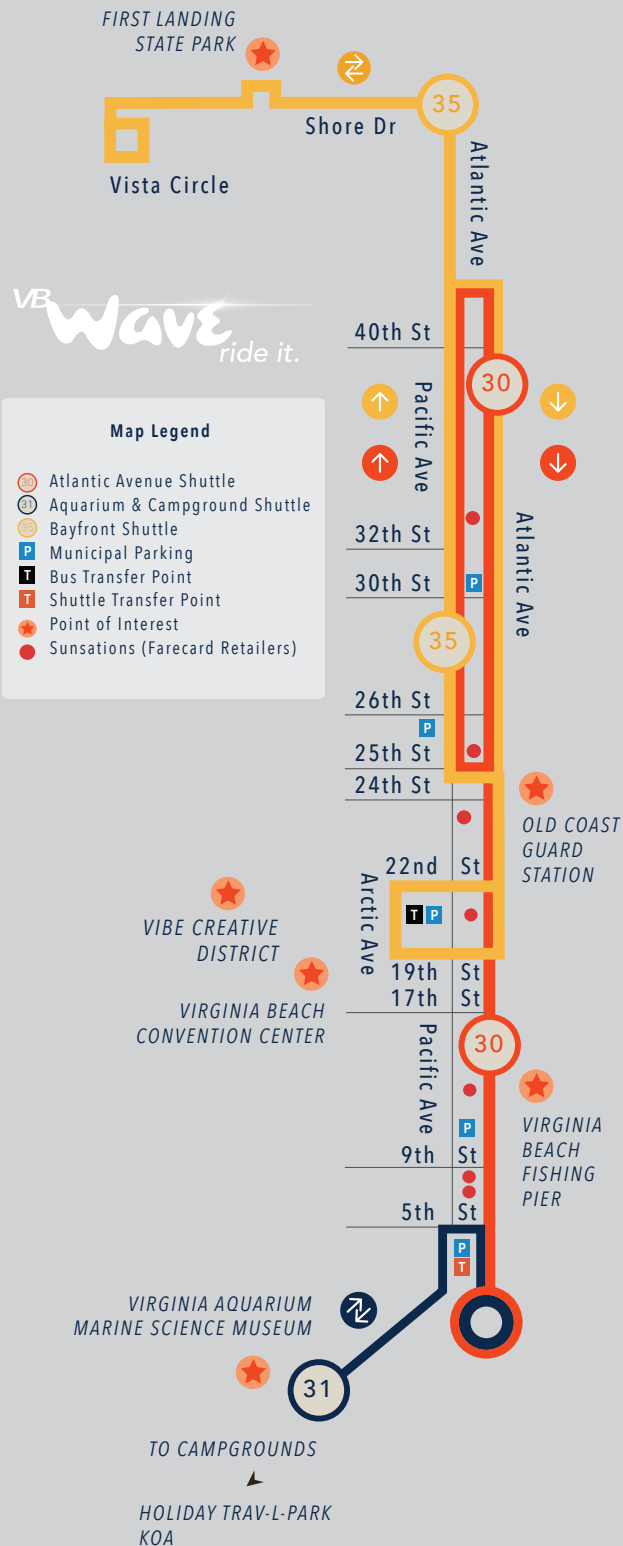 FIRST LANDING
STATE PARK
35
Shore Dr
Atlantic Ave
Vista Circle
VB Wave
ride it.
40th St
30
Pacific Ave
Map Legend
30 Atlantic Avenue Shuttle
31 Aquarium & Campground Shuttle
35 Bayfront Shuttle
P Municipal Parking
T Bus Transfer Point
T Shuttle Transfer Point
Point of Interest
Sunsations (Farecard Retailers)
32th St
Atlantic Ave
30th St
P
35
26th St
P
25th St
24th St
OLD COAST
GUARD
STATION
22nd St
Arctic Ave
T P
VIBE CREATIVE
DISTRICT
19th St
17th St
VIRGINIA BEACH
CONVENTION CENTER
30
Pacific Ave
P
VIRGINIA
BEACH
FISHING
PIER
9th St
5th St
P
T
VIRGINIA AQUARIUM
MARINE SCIENCE MUSEUM
31
TO CAMPGROUNDS
HOLIDAY TRAV-L-PARK
KOA